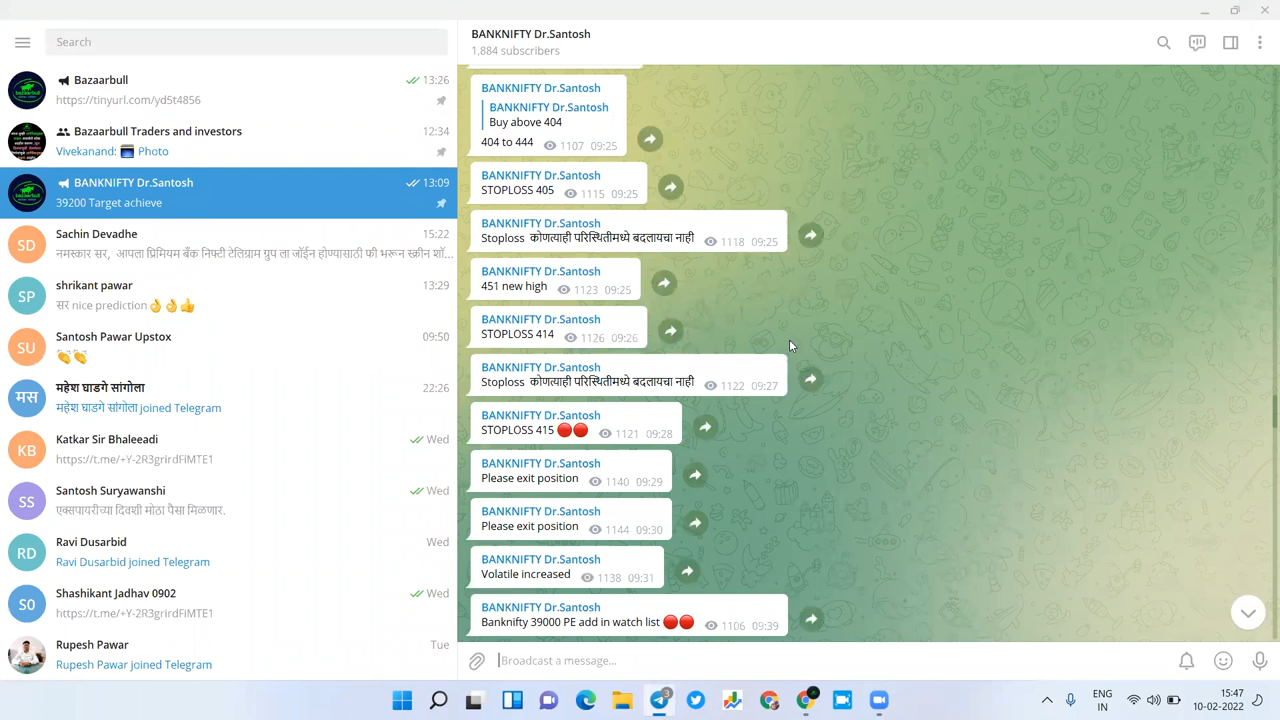 Search
Bazaarbull
13:26
https://tinyurl.com/yd5t4856
Bazaarbull Traders and investors
12:34
Vivekanand: Photo
BANKNIFTY Dr.Santosh
13:09
39200 Target achieve
SD
Sachin Devadhe
15:22
नमस्कार सर, आपला प्रिमियम बँक निफ्टी टेलिग्राम ग्रुप ला जॉईन होण्यासाठी फी भरून स्क्रीन शॉ...
SP
shrikant pawar
13:29
सर nice prediction👌👌👍
SU
Santosh Pawar Upstox
09:50
👏👏
मस
महेश घाडगे सांगोला
22:26
महेश घाडगे सांगोला joined Telegram
KB
Katkar Sir Bhaleeadi
Wed
https://t.me/+Y-2R3grirdFiMTE1
SS
Santosh Suryawanshi
Wed
एक्सपायरीच्या दिवशी मोठा पैसा मिळणार.
RD
Ravi Dusarbid
Wed
Ravi Dusarbid joined Telegram
S0
Shashikant Jadhav 0902
Wed
https://t.me/+Y-2R3grirdFiMTE1
Rupesh Pawar
Tue
Rupesh Pawar joined Telegram
BANKNIFTY Dr.Santosh
1,884 subscribers
BANKNIFTY Dr.Santosh
BANKNIFTY Dr.Santosh
Buy above 404
404 to 444 1107 09:25
BANKNIFTY Dr.Santosh
STOPLOSS 405 1115 09:25
BANKNIFTY Dr.Santosh
Stoploss कोणत्याही परिस्थितीमध्ये बदलायचा नाही 1118 09:25
BANKNIFTY Dr.Santosh
451 new high 1123 09:25
BANKNIFTY Dr.Santosh
STOPLOSS 414 1126 09:26
BANKNIFTY Dr.Santosh
Stoploss कोणत्याही परिस्थितीमध्ये बदलायचा नाही 1122 09:27
BANKNIFTY Dr.Santosh
STOPLOSS 415 🔴🔴 1121 09:28
BANKNIFTY Dr.Santosh
Please exit position 1140 09:29
BANKNIFTY Dr.Santosh
Please exit position 1144 09:30
BANKNIFTY Dr.Santosh
Volatile increased 1138 09:31
BANKNIFTY Dr.Santosh
Banknifty 39000 PE add in watch list 🔴🔴 1106 09:39
Broadcast a message...
3
ENG
IN
15:47
10-02-2022